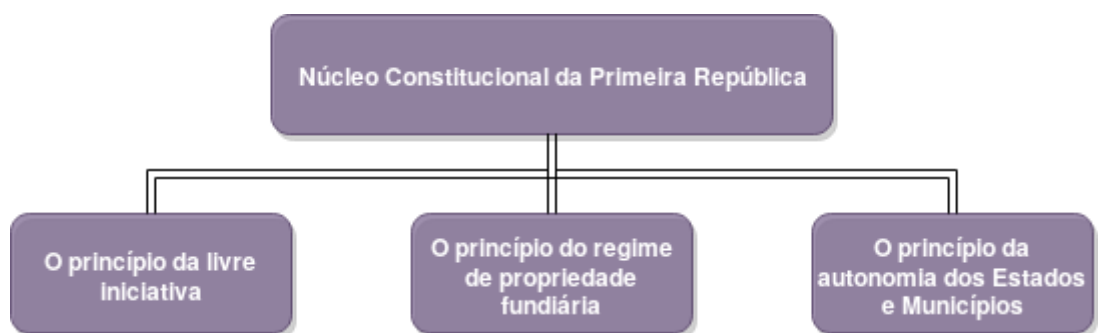 Núcleo Constitucional da Primeira República
O princípio da livre
iniciativa
O princípio do regime
de propriedade
fundiária
O princípio da
autonomia dos Estados
e Municípios